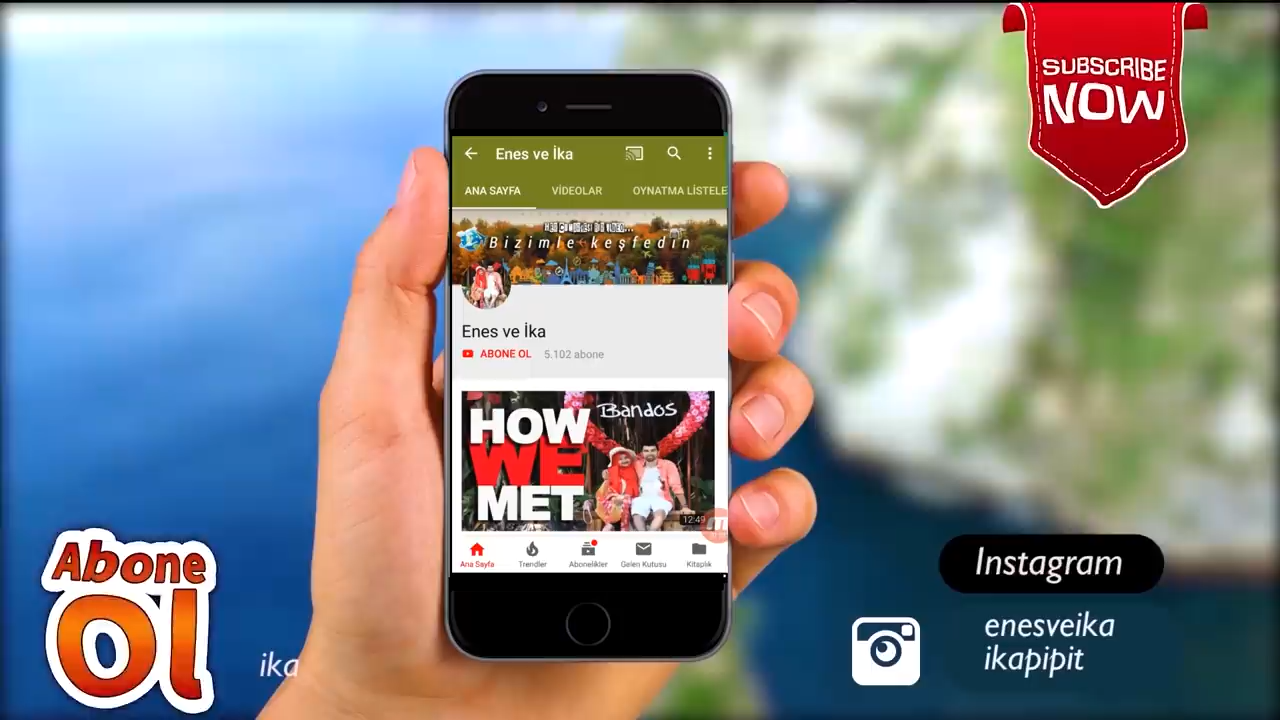 SUBSCRIBE
NOW
Enes ve İka
ANA SAYFA
VİDEOLAR
OYNATMA LİSTELE
Bizimle keşfedin
Enes ve İka
ABONE OL
5.102 abone
HOW
WE
MET
Bandos
12:49
Ana Sayfa
Trendler
Abonelikler
Gelen Kutusu
Kitaplık
Abone
Ol
ika
Instagram
enesveika
ikapipit